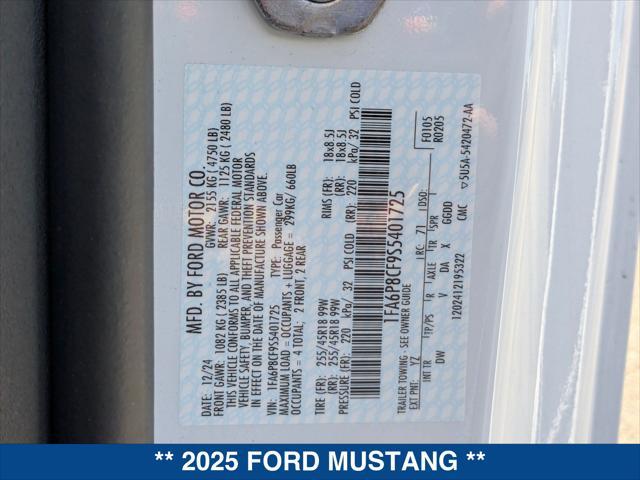 MFD. BY FORD MOTOR CO.
DATE: 12/24 GVWR: 2155 KG ( 4750 LB)
FRONT GAWR: 1082 KG ( 2385 LB) REAR GAWR: 1125 KG ( 2480 LB)
THIS VEHICLE CONFORMS TO ALL APPLICABLE FEDERAL MOTOR
VEHICLE SAFETY, BUMPER, AND THEFT PREVENTION STANDARDS
IN EFFECT ON THE DATE OF MANUFACTURE SHOWN ABOVE.
VIN: 1FA6P8CF9S5401725 TYPE: Passenger Car
MAXIMUM LOAD = OCCUPANTS + LUGGAGE = 299KG/ 660LB
OCCUPANTS = 4 TOTAL; 2 FRONT, 2 REAR
TIRE (FR): 255/45R18 99W RIMS (FR): 18x8.5J
(RR): 255/45R18 99W (RR): 18x8.5J
PRESSURE (FR): 220 kPa/ 32 PSI COLD (RR): 220 kPa/ 32 PSI COLD
1FA6P8CF9S5401725
TRAILER TOWING - SEE OWNER GUIDE
EXT PNT: YZ RC: 71 DSO: F0105
R0205
INT TR TP/PS R AXLE TR SPR
DW DA X GGDD
1202412195322 CMC ▽5U5A-5420472-AA
** 2025 FORD MUSTANG **